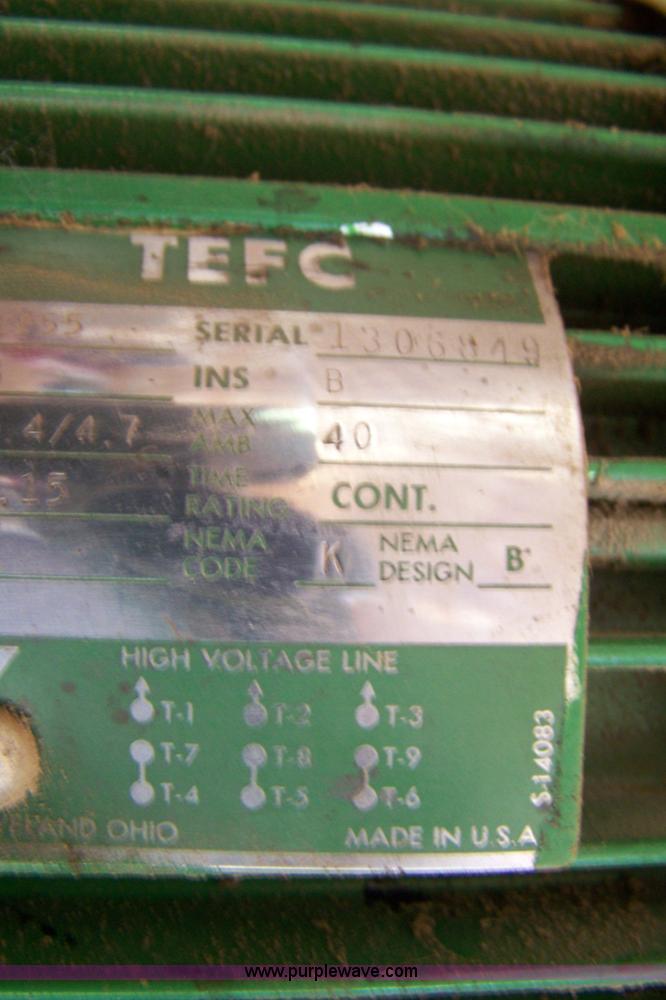 TEFC
SERIAL 1306849
INS B
.4/4.7 MAX AMB 40
.15 TIME RATING CONT.
NEMA CODE K NEMA DESIGN B
HIGH VOLTAGE LINE
T-1 T-2 T-3
T-7 T-8 T-9
T-4 T-5 T-6
S-14083
OHIO MADE IN U.S.A
www.purplewave.com